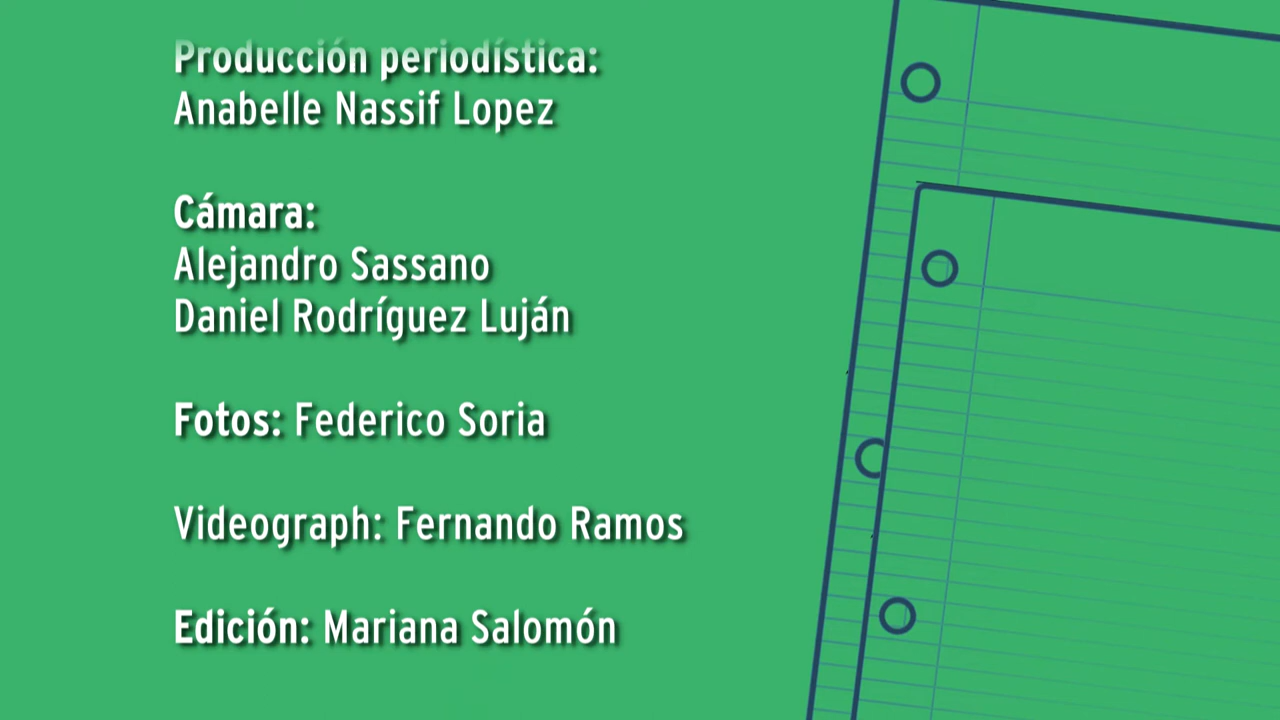 Producción periodística:
Anabelle Nassif Lopez
Cámara:
Alejandro Sassano
Daniel Rodríguez Luján
Fotos: Federico Soria
Videograph: Fernando Ramos
Edición: Mariana Salomón